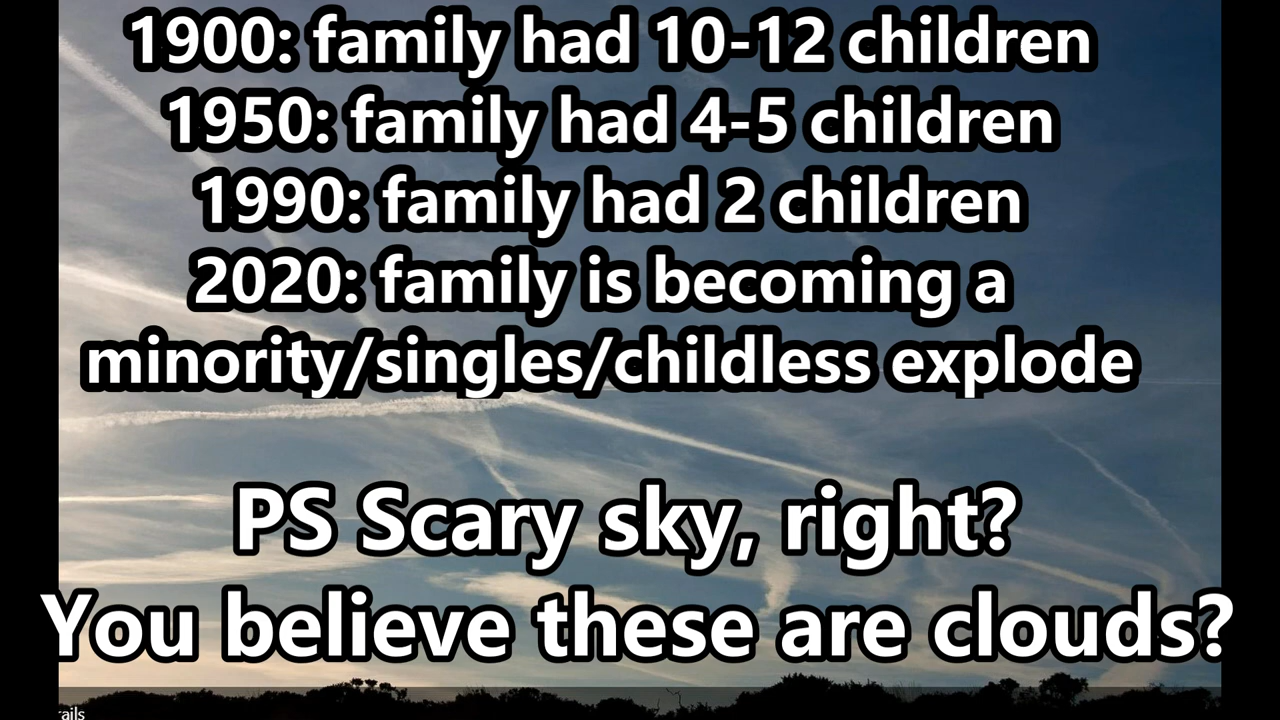 1900: family had 10-12 children
1950: family had 4-5 children
1990: family had 2 children
2020: family is becoming a
minority/singles/childless explode
PS Scary sky, right?
You believe these are clouds?
rails